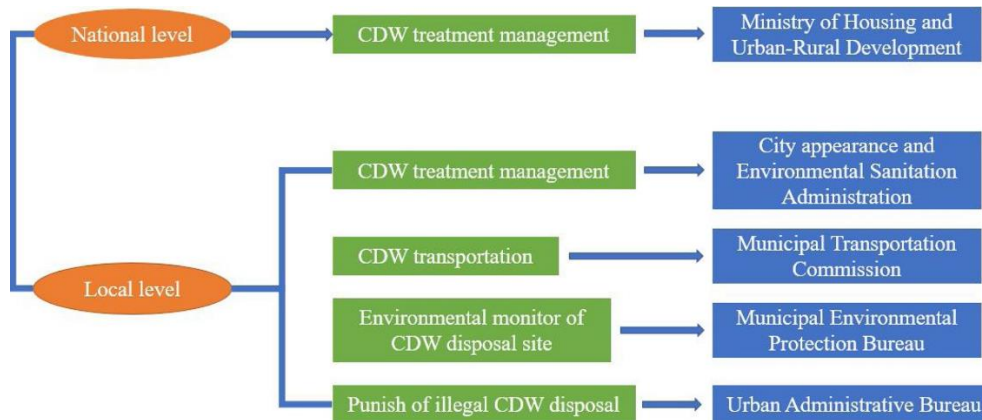 National level
CDW treatment management
Ministry of Housing and
Urban-Rural Development
CDW treatment management
City appearance and
Environmental Sanitation
Administration
Local level
CDW transportation
Municipal Transportation
Commission
Environmental monitor of
CDW disposal site
Municipal Environmental
Protection Bureau
Punish of illegal CDW disposal
Urban Administrative Bureau